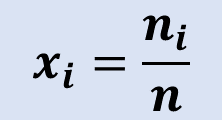 xᵢ = nᵢ / n